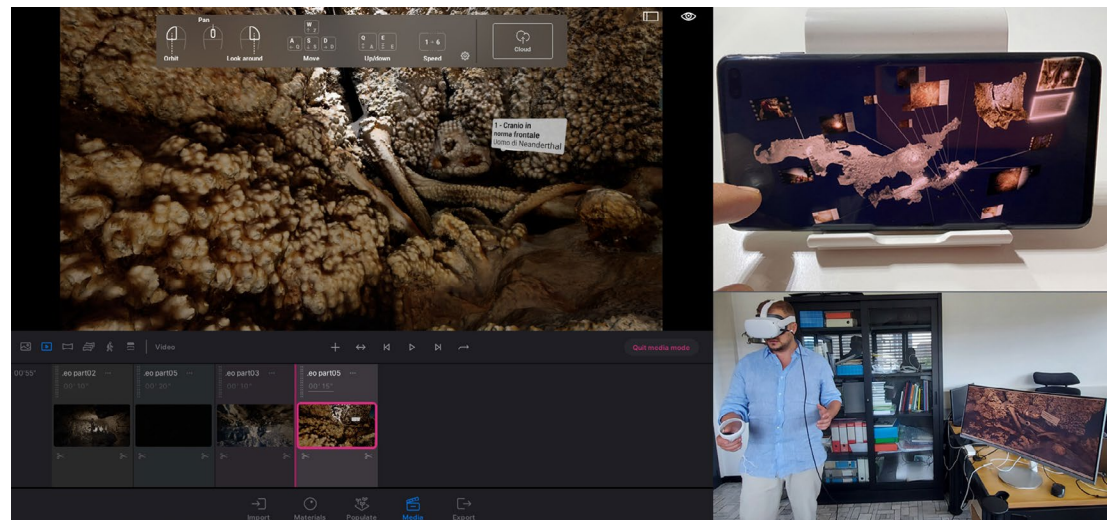 Pan
Orbit
Look around
W
A S D
Move
Q E
Up/down
1 - 6
Speed
Cloud
1 - Cranio in
norma frontale
Uomo di Neanderthal
Video
Quit media mode
00'55"
.eo part02
00' 10"
.eo part05
00' 20"
.eo part03
00' 10"
.eo part05
00' 15"
Import
Materials
Populate
Media
Export